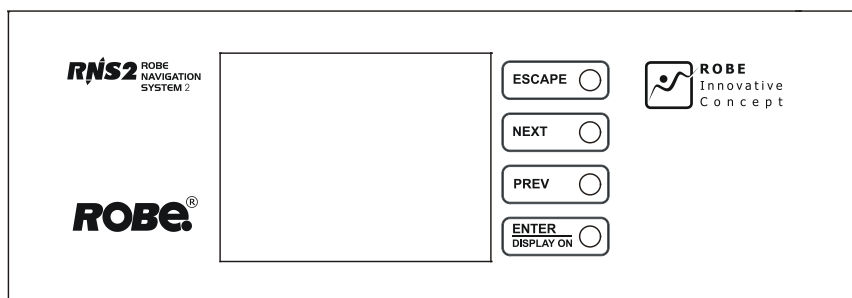 RNS2 ROBE
NAVIGATION
SYSTEM 2
ROBE®
ESCAPE
NEXT
PREV
ENTER
DISPLAY ON
ROBE
Innovative
Concept